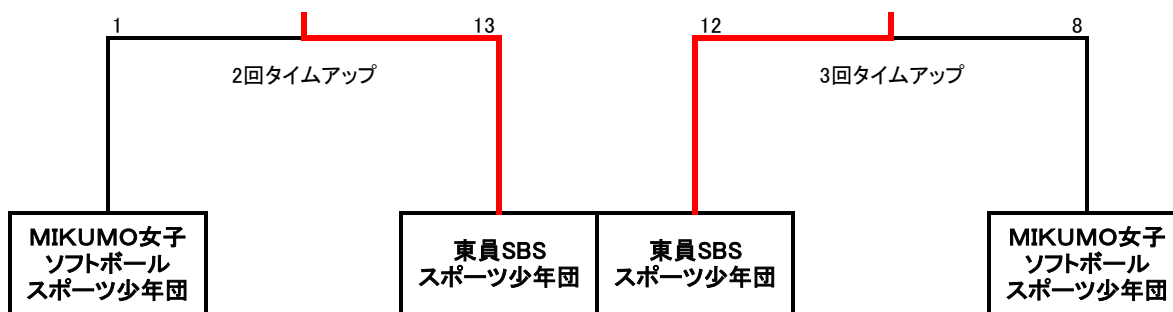 1
13
12
8
2回タイムアップ
3回タイムアップ
MIKUMO女子
ソフトボール
スポーツ少年団
東員SBS
スポーツ少年団
東員SBS
スポーツ少年団
MIKUMO女子
ソフトボール
スポーツ少年団